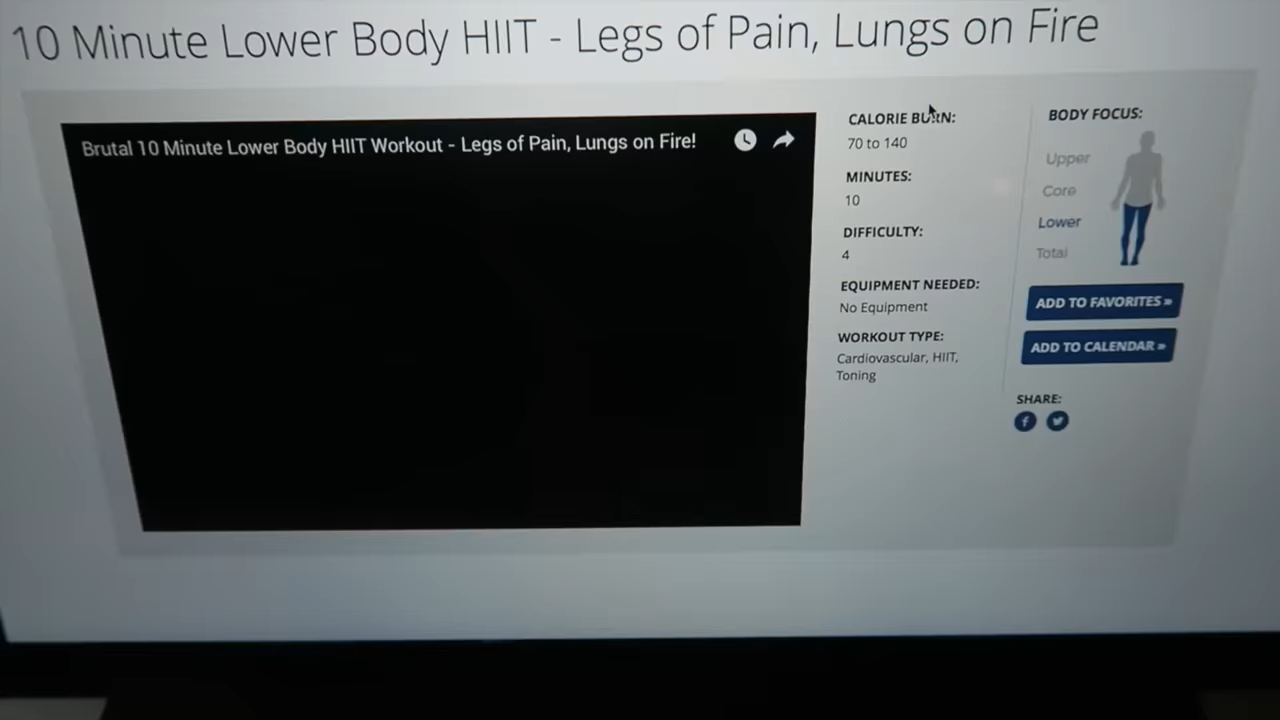 10 Minute Lower Body HIIT - Legs of Pain, Lungs on Fire
Brutal 10 Minute Lower Body HIIT Workout - Legs of Pain, Lungs on Fire!
CALORIE BURN:
70 to 140
MINUTES:
10
DIFFICULTY:
4
EQUIPMENT NEEDED:
No Equipment
WORKOUT TYPE:
Cardiovascular, HIIT,
Toning
BODY FOCUS:
Upper
Core
Lower
Total
ADD TO FAVORITES »
ADD TO CALENDAR »
SHARE: